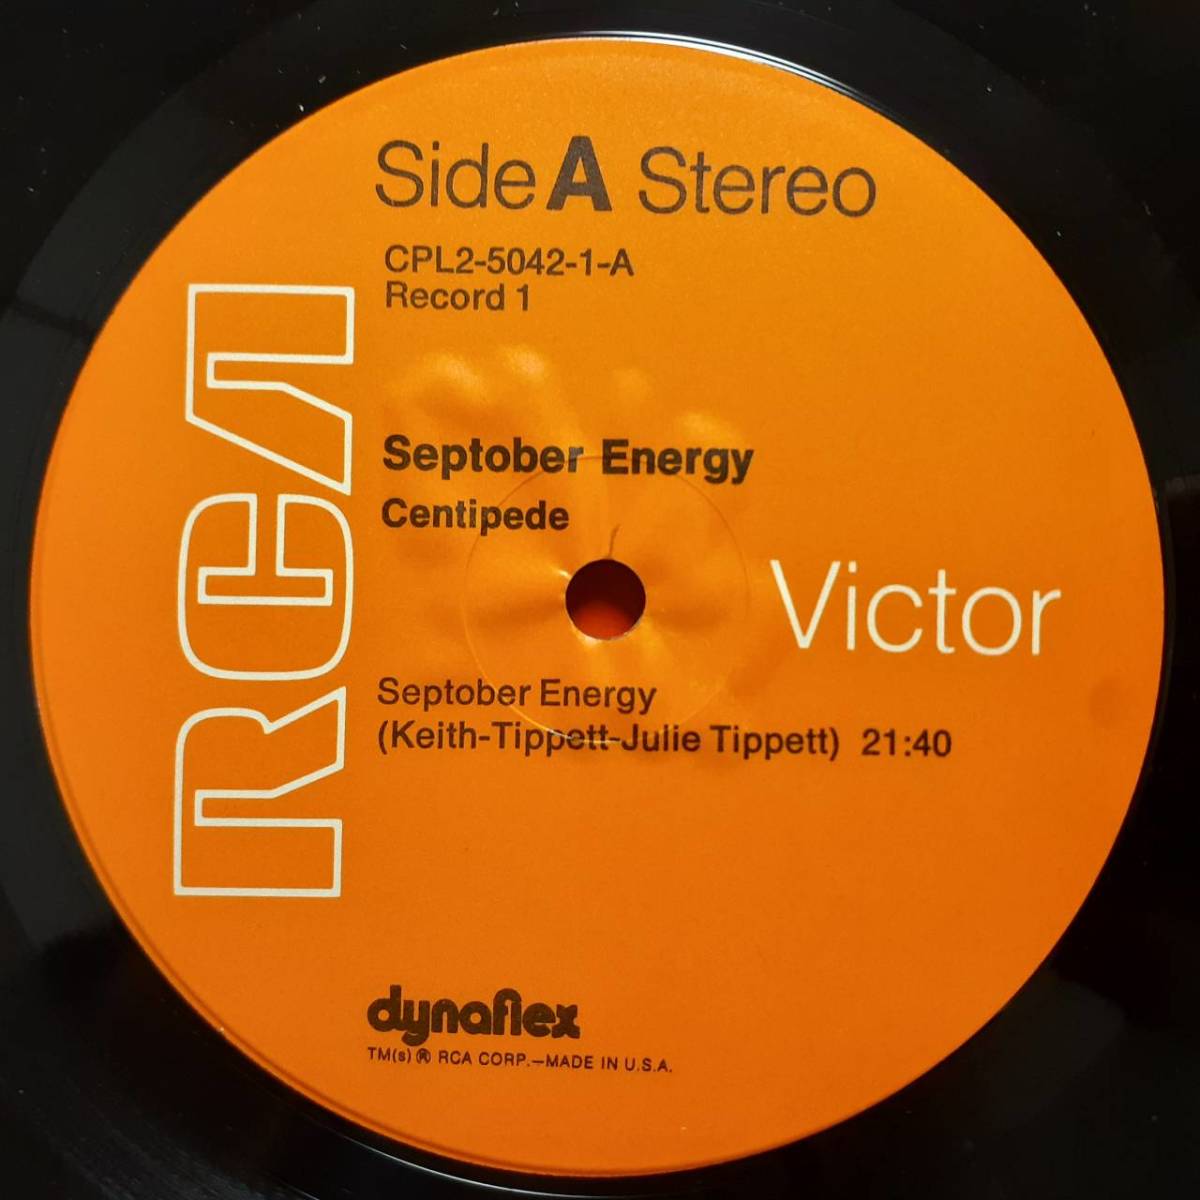 Side A Stereo
CPL2-5042-1-A
Record 1
RCA
Septober Energy
Centipede
Victor
Septober Energy
(Keith-Tippett-Julie Tippett) 21:40
dynaflex
TM(s) ® RCA CORP.—MADE IN U.S.A.